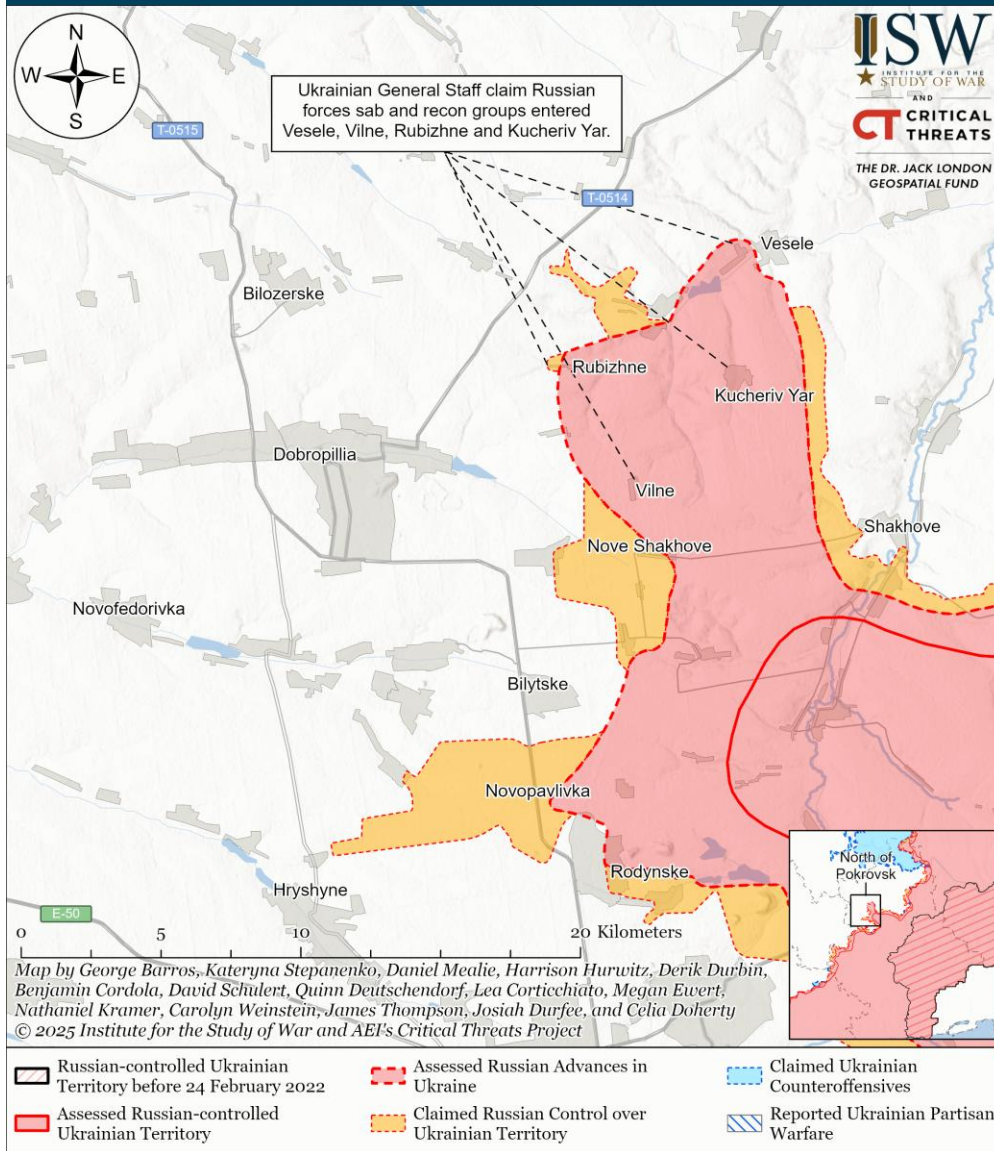 N
W E
S
Ukrainian General Staff claim Russian
forces sab and recon groups entered
Vesele, Vilne, Rubizhne and Kucheriv Yar.
ISW
INSTITUTE FOR THE
STUDY OF WAR
AND
CT CRITICAL
THREATS
THE DR. JACK LONDON
GEOSPATIAL FUND
T-0515
T-0514
Vesele
Bilozerske
Rubizhne
Kucheriv Yar
Dobropillia
Vilne
Shakhove
Nove Shakhove
Novofedorivka
Bilytske
Novopavlivka
Rodynske
Hryshyne
E-50
North of
Pokrovsk
0 5 10 20 Kilometers
Map by George Barros, Kateryna Stepanenko, Daniel Mealie, Harrison Hurwitz, Derik Durbin,
Benjamin Cordola, David Schulert, Quinn Deutschendorf, Lea Corticchiato, Megan Ewert,
Nathaniel Kramer, Carolyn Weinstein, James Thompson, Josiah Durfee, and Celia Doherty
© 2025 Institute for the Study of War and AEI's Critical Threats Project
Russian-controlled Ukrainian
Territory before 24 February 2022
Assessed Russian-controlled
Ukrainian Territory
Assessed Russian Advances in
Ukraine
Claimed Russian Control over
Ukrainian Territory
Claimed Ukrainian
Counteroffensives
Reported Ukrainian Partisan
Warfare